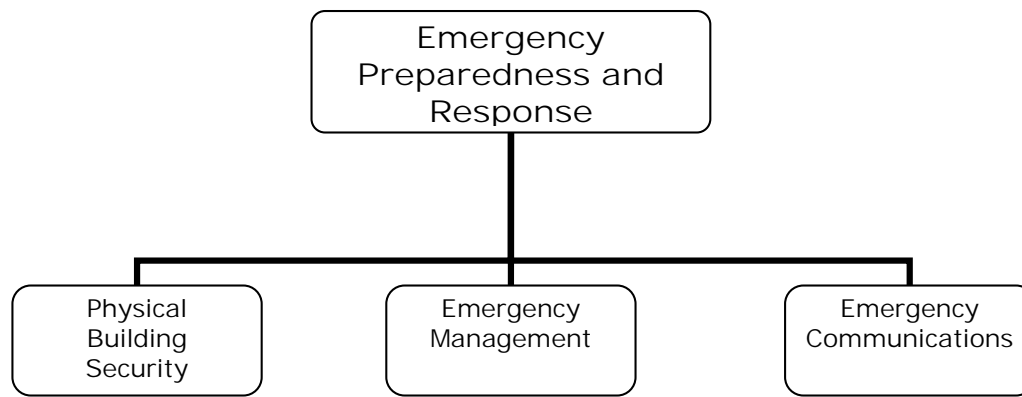 Emergency
Preparedness and
Response
Physical
Building
Security
Emergency
Management
Emergency
Communications